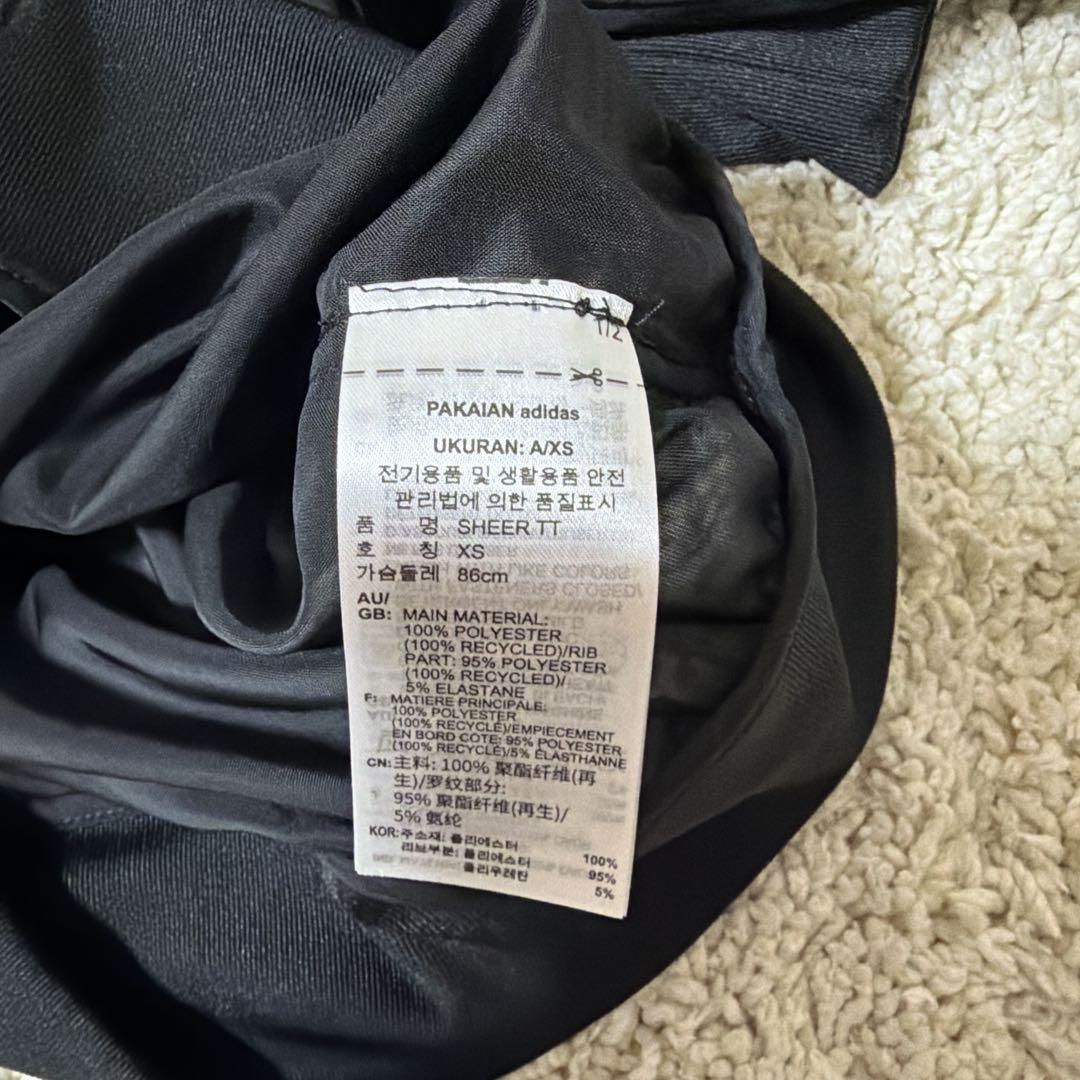 1/2
PAKAIAN adidas
UKURAN: A/XS
전기용품 및 생활용품 안전
관리법에 의한 품질표시
품 명 SHEER TT
호 칭 XS
가슴둘레 86cm
AU/
GB: MAIN MATERIAL:
100% POLYESTER
(100% RECYCLED)/RIB
PART: 95% POLYESTER
(100% RECYCLED)/
5% ELASTANE
F: MATIERE PRINCIPALE:
100% POLYESTER
(100% RECYCLÉ)/EMPIECEMENT
EN BORD COTE: 95% POLYESTER
(100% RECYCLÉ)/5% ÉLASTHANNE
CN: 主料: 100% 聚酯纤维(再
生)/罗纹部分:
95% 聚酯纤维(再生)/
5% 氨纶
KOR: 주소재: 폴리에스터 100%
리브부분: 폴리에스터 95%
폴리우레탄 5%